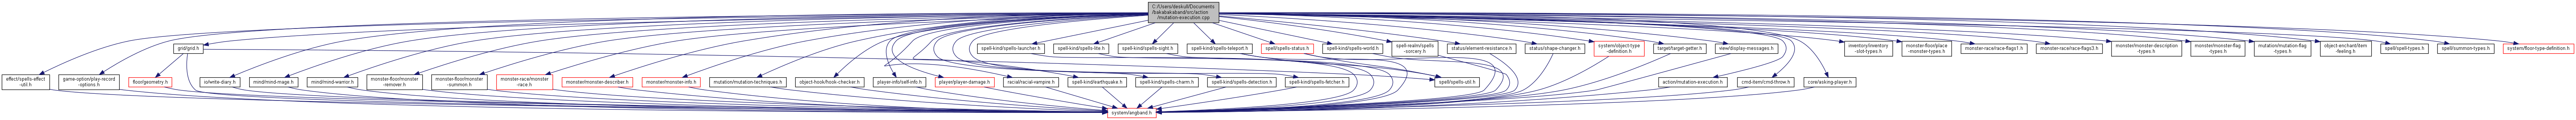 C:/Users/deskull/Documents
/bakabakaband/src/action
/mutation-execution.cpp
grid/grid.h
spell-kind/spells-launcher.h
spell-kind/spells-lite.h
spell-kind/spells-sight.h
spell-kind/spells-teleport.h
spell/spells-status.h
spell-kind/spells-world.h
spell-realm/spells
-sorcery.h
status/element-resistance.h
status/shape-changer.h
system/object-type
-definition.h
target/target-getter.h
view/display-messages.h
inventory/inventory
-slot-types.h
monster-floor/place
-monster-types.h
monster-race/race-flags1.h
monster-race/race-flags3.h
monster/monster-description
-types.h
monster/monster-flag
-types.h
mutation/mutation-flag
-types.h
object-enchant/item
-feeling.h
spell/spell-types.h
spell/summon-types.h
system/floor-type-definition.h
effect/spells-effect
-util.h
game-option/play-record
-options.h
floor/geometry.h
io/write-diary.h
mind/mind-mage.h
mind/mind-warrior.h
monster-floor/monster
-remover.h
monster-floor/monster
-summon.h
monster-race/monster
-race.h
monster/monster-describer.h
monster/monster-info.h
mutation/mutation-techniques.h
object-hook/hook-checker.h
player-info/self-info.h
player/player-damage.h
racial/racial-vampire.h
spell-kind/earthquake.h
spell-kind/spells-charm.h
spell-kind/spells-detection.h
spell-kind/spells-fetcher.h
spell/spells-util.h
action/mutation-execution.h
cmd-item/cmd-throw.h
core/asking-player.h
system/angband.h